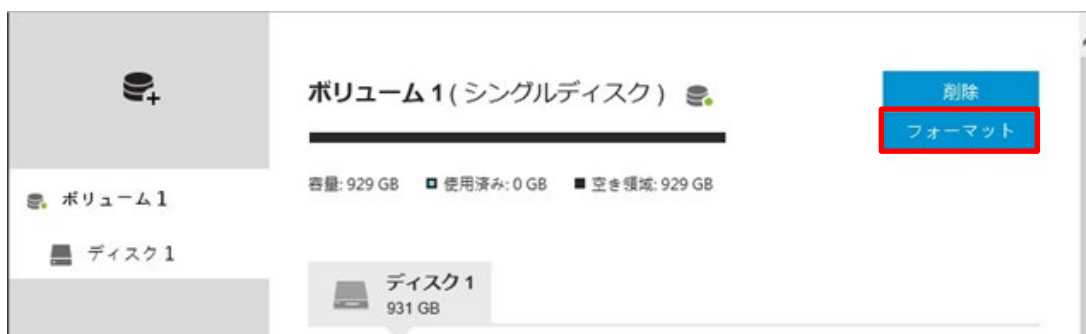 ボリューム 1 ( シングルディスク )
削除
フォーマット
容量: 929 GB 使用済み: 0 GB 空き領域: 929 GB
ボリューム 1
ディスク 1
ディスク 1
931 GB